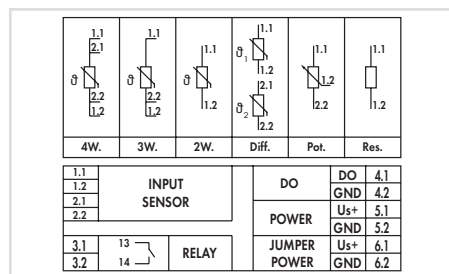 1.1 1.1 1.1 1.1 1.1 1.1
2.1
ϑ ϑ ϑ ϑ1
1.2
2.1
1.2
2.2 2.2
1.2 1.2 1.2 ϑ2 2.2 2.2 1.2
4W. 3W. 2W. Diff. Pot. Res.
1.1 INPUT SENSOR DO DO 4.1
1.2 GND 4.2
2.1 POWER Us+ 5.1
2.2 GND 5.2
3.1 13 RELAY JUMPER POWER Us+ 6.1
3.2 14 GND 6.2